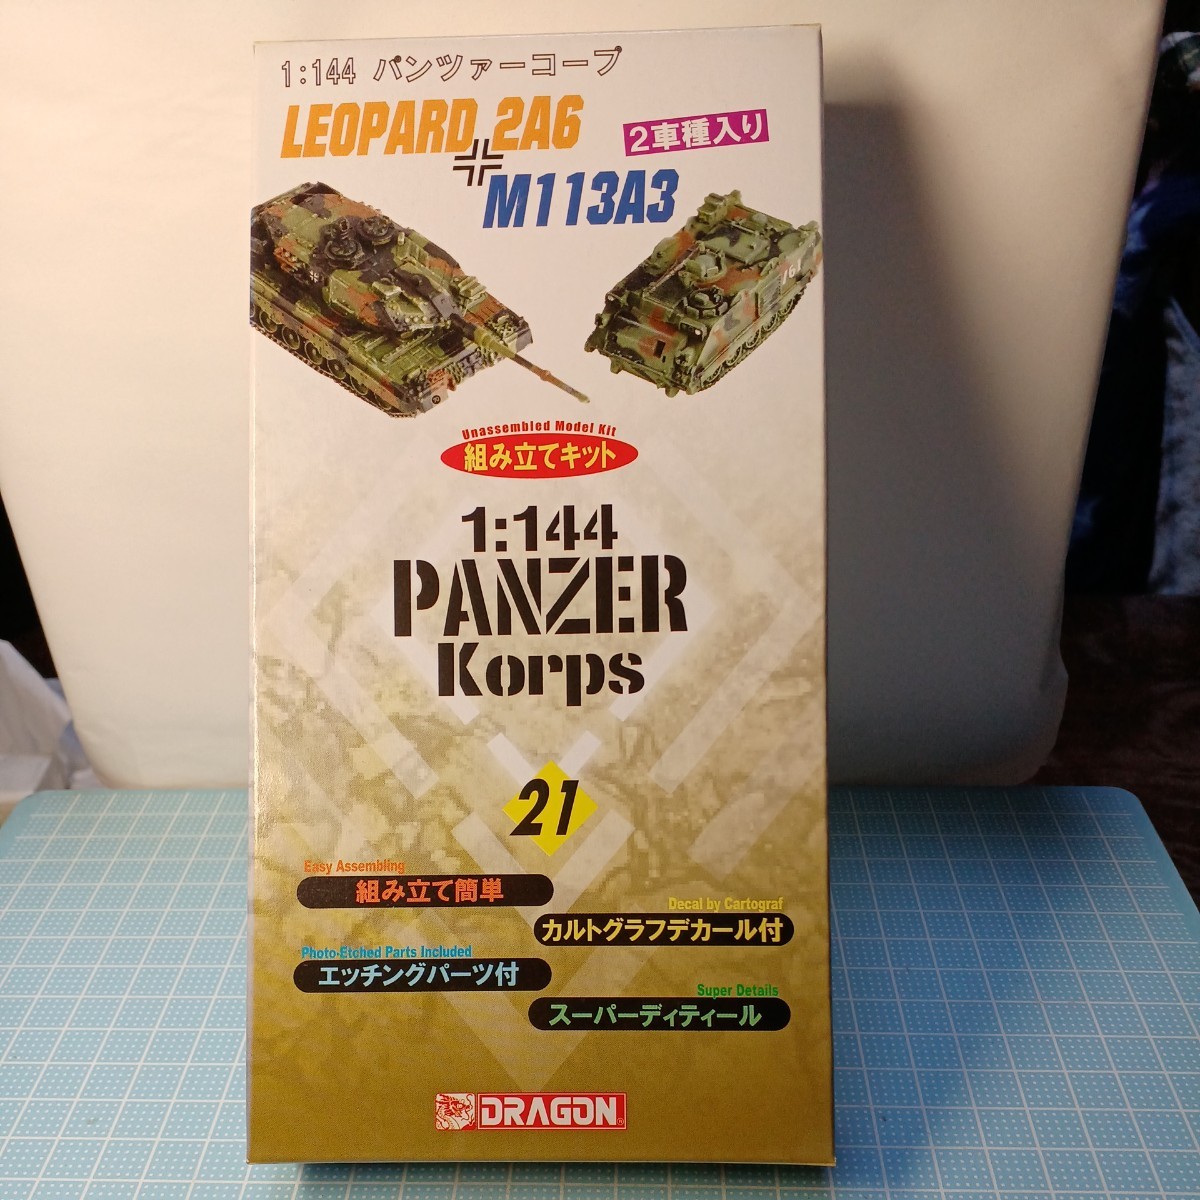 1:144 パンツァーコープ
LEOPARD 2A6
2車種入り
M113A3
Unassembled Model Kit
組み立てキット
1:144
PANZER
Korps
21
Easy Assembling
組み立て簡単
Decal by Cartograf
カルトグラフデカール付
Photo-Etched Parts Included
エッチングパーツ付
Super Details
スーパーディティール
DRAGON®